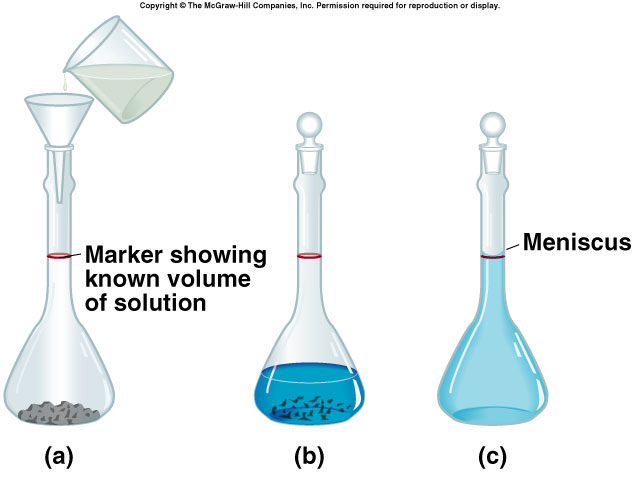 Copyright © The McGraw-Hill Companies, Inc. Permission required for reproduction or display.
Marker showing
known volume
of solution
Meniscus
(a)
(b)
(c)